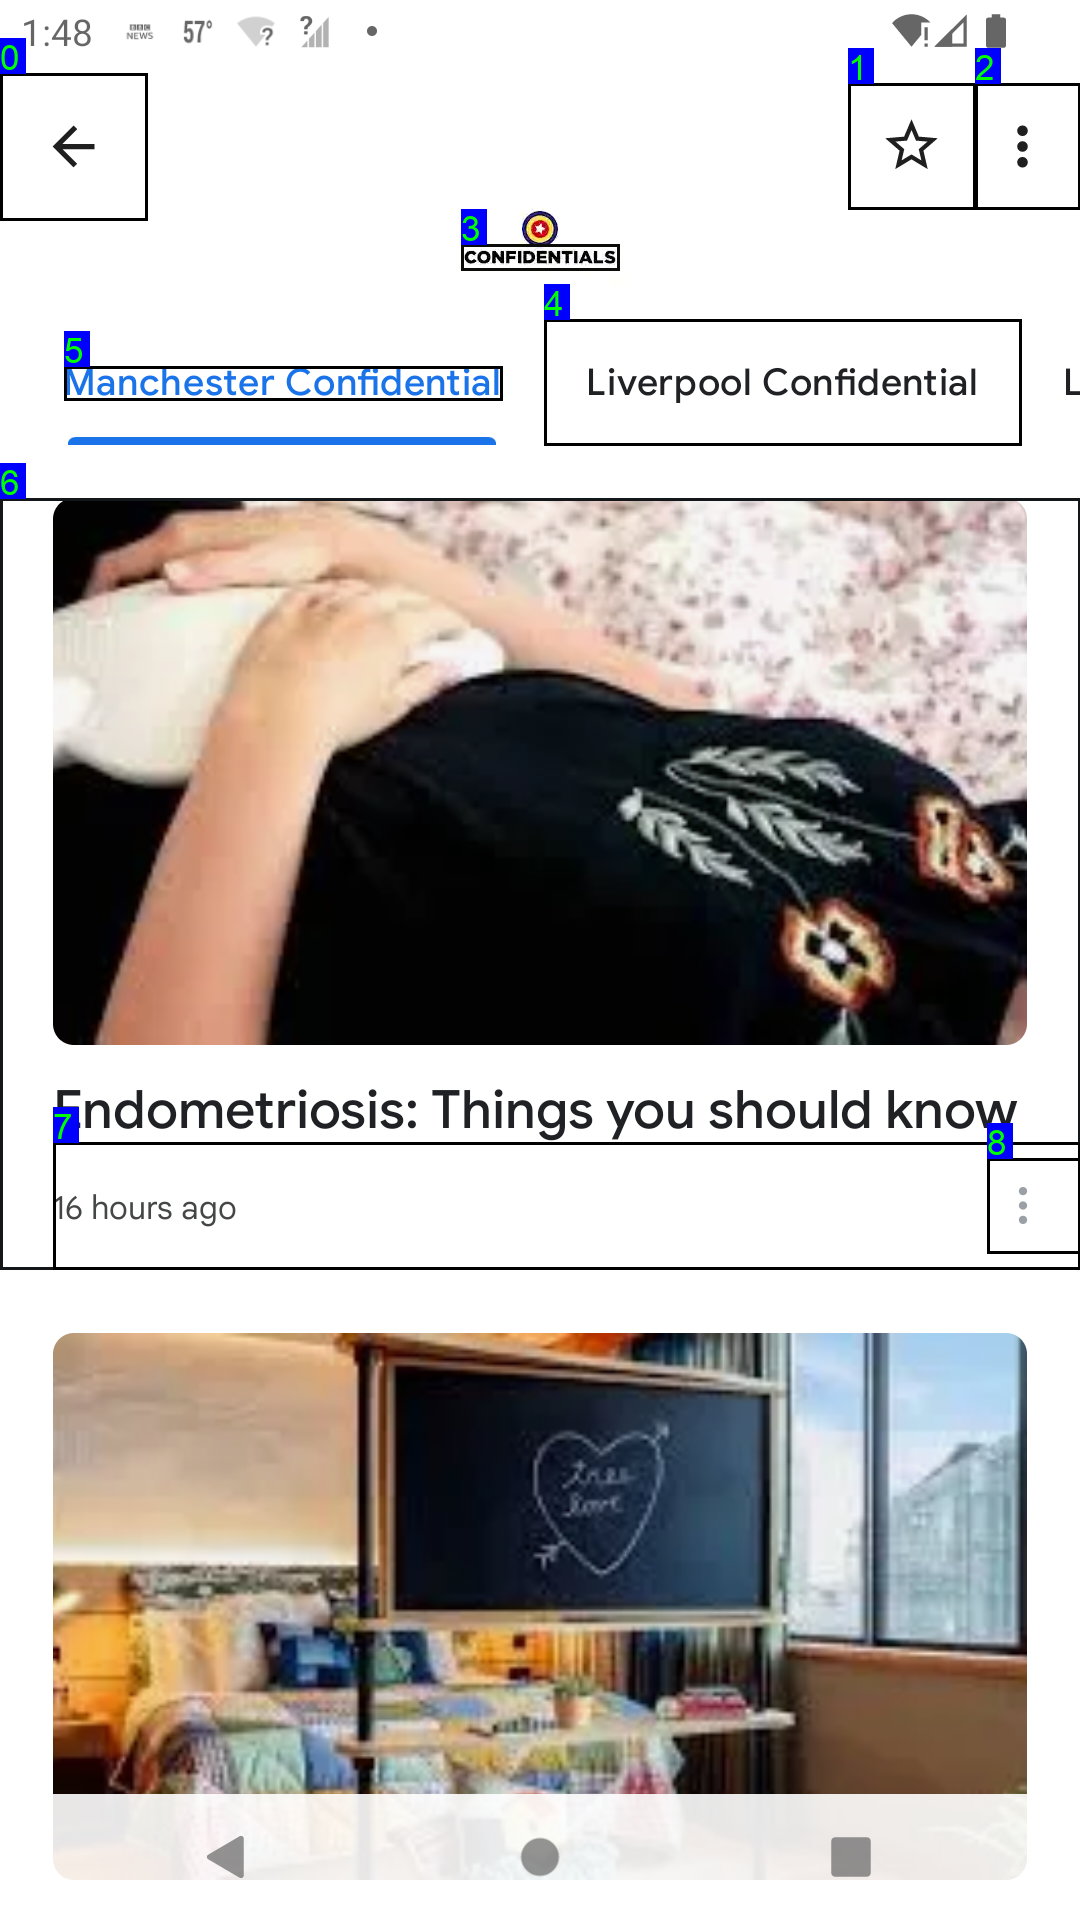 1:48 BBC NEWS 57°
0
1
2
3
CONFIDENTIALS
4
5
Manchester Confidential
Liverpool Confidential
L
6
Endometriosis: Things you should know
7
8
16 hours ago
tree
love